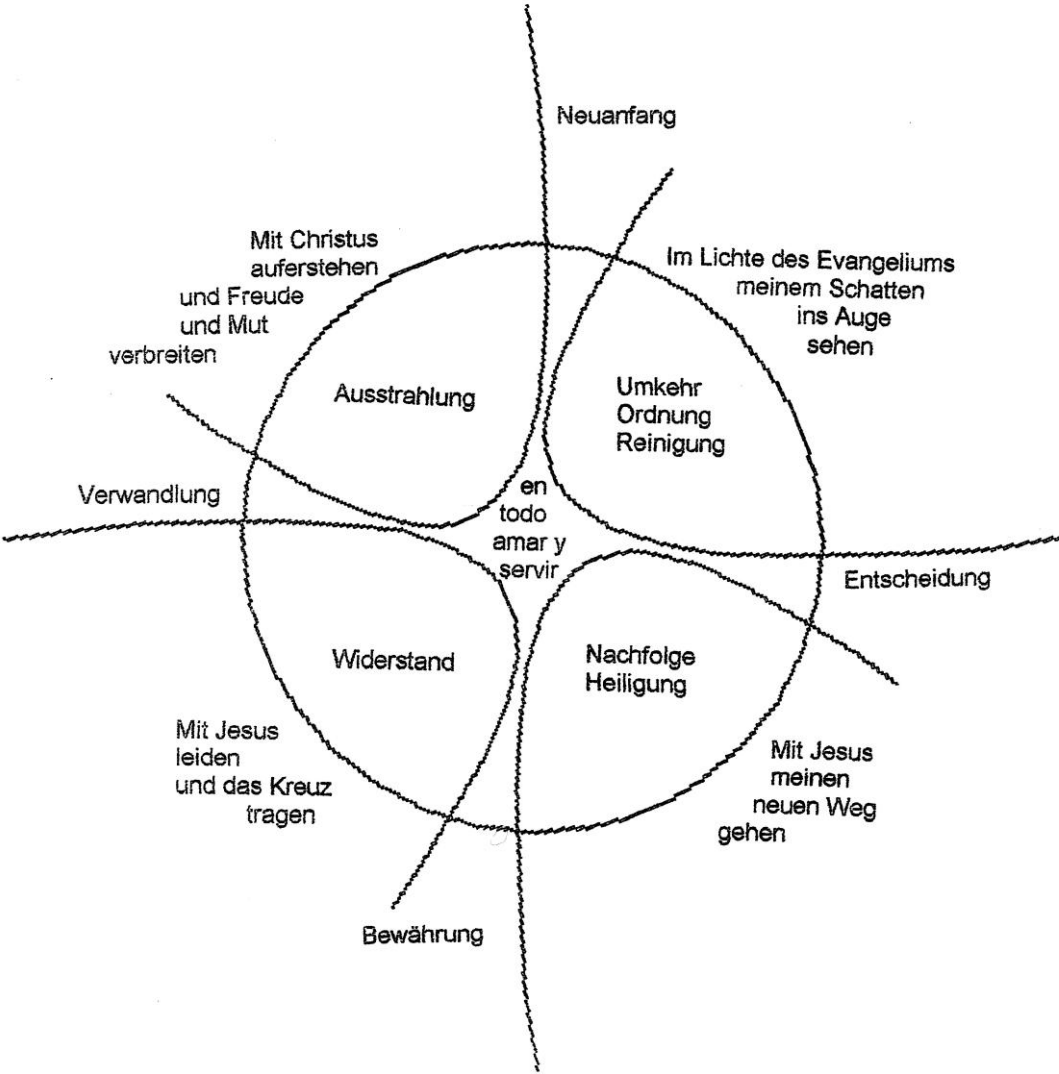 Neuanfang
Mit Christus
auferstehen
und Freude
und Mut
verbreiten
Im Lichte des Evangeliums
meinem Schatten
ins Auge
sehen
Ausstrahlung
Umkehr
Ordnung
Reinigung
Verwandlung
en
todo
amar y
servir
Entscheidung
Widerstand
Nachfolge
Heiligung
Mit Jesus
leiden
und das Kreuz
tragen
Mit Jesus
meinen
neuen Weg
gehen
Bewährung